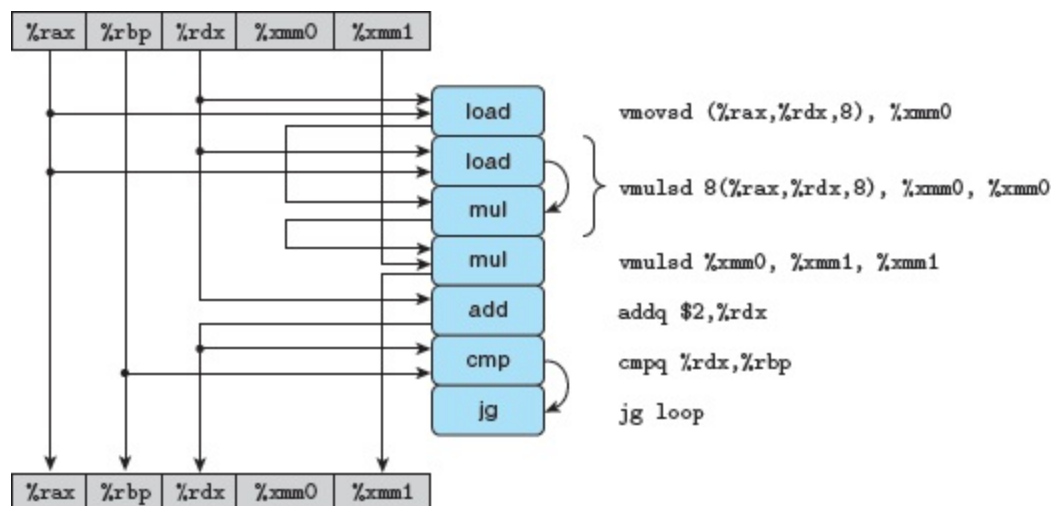 %rax %rbp %rdx %xmm0 %xmm1
load vmovsd (%rax,%rdx,8), %xmm0
load
vmulsd 8(%rax,%rdx,8), %xmm0, %xmm0
mul
mul vmulsd %xmm0, %xmm1, %xmm1
add addq $2,%rdx
cmp cmpq %rdx,%rbp
jg jg loop
%rax %rbp %rdx %xmm0 %xmm1